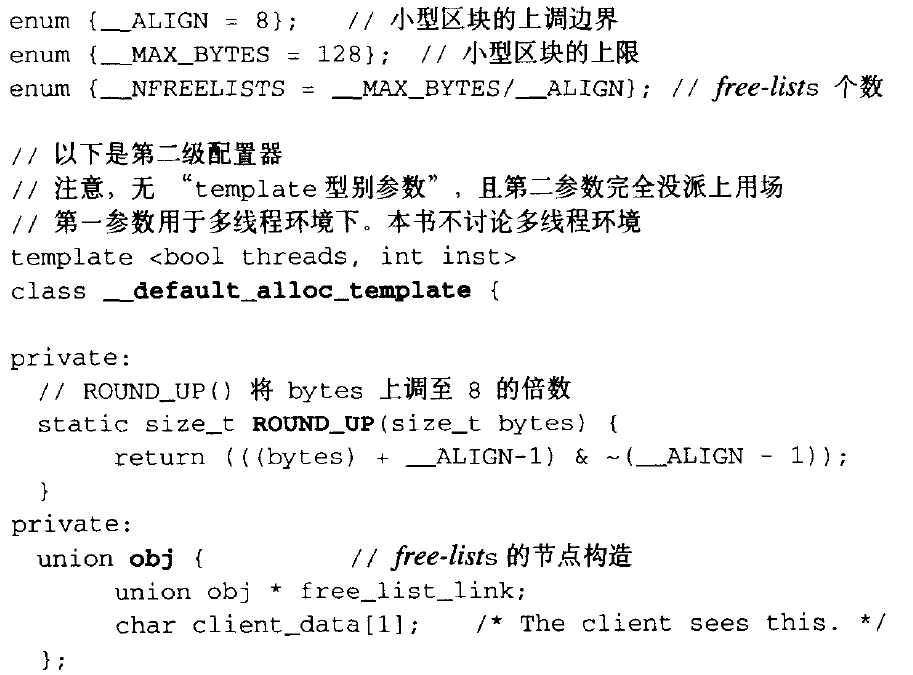 enum {__ALIGN = 8};   // 小型区块的上调边界
enum {__MAX_BYTES = 128};  // 小型区块的上限
enum {__NFREELISTS = __MAX_BYTES/__ALIGN}; // free-lists 个数

// 以下是第二级配置器
// 注意，无 “template 型别参数”，且第二参数完全没派上用场
// 第一参数用于多线程环境下。本书不讨论多线程环境
template <bool threads, int inst>
class __default_alloc_template {

private:
  // ROUND_UP() 将 bytes 上调至 8 的倍数
  static size_t ROUND_UP(size_t bytes) {
        return (((bytes) + __ALIGN-1) & ~(__ALIGN - 1));
  }
private:
  union obj {          // free-lists 的节点构造
        union obj * free_list_link;
        char client_data[1];    /* The client sees this. */
  };